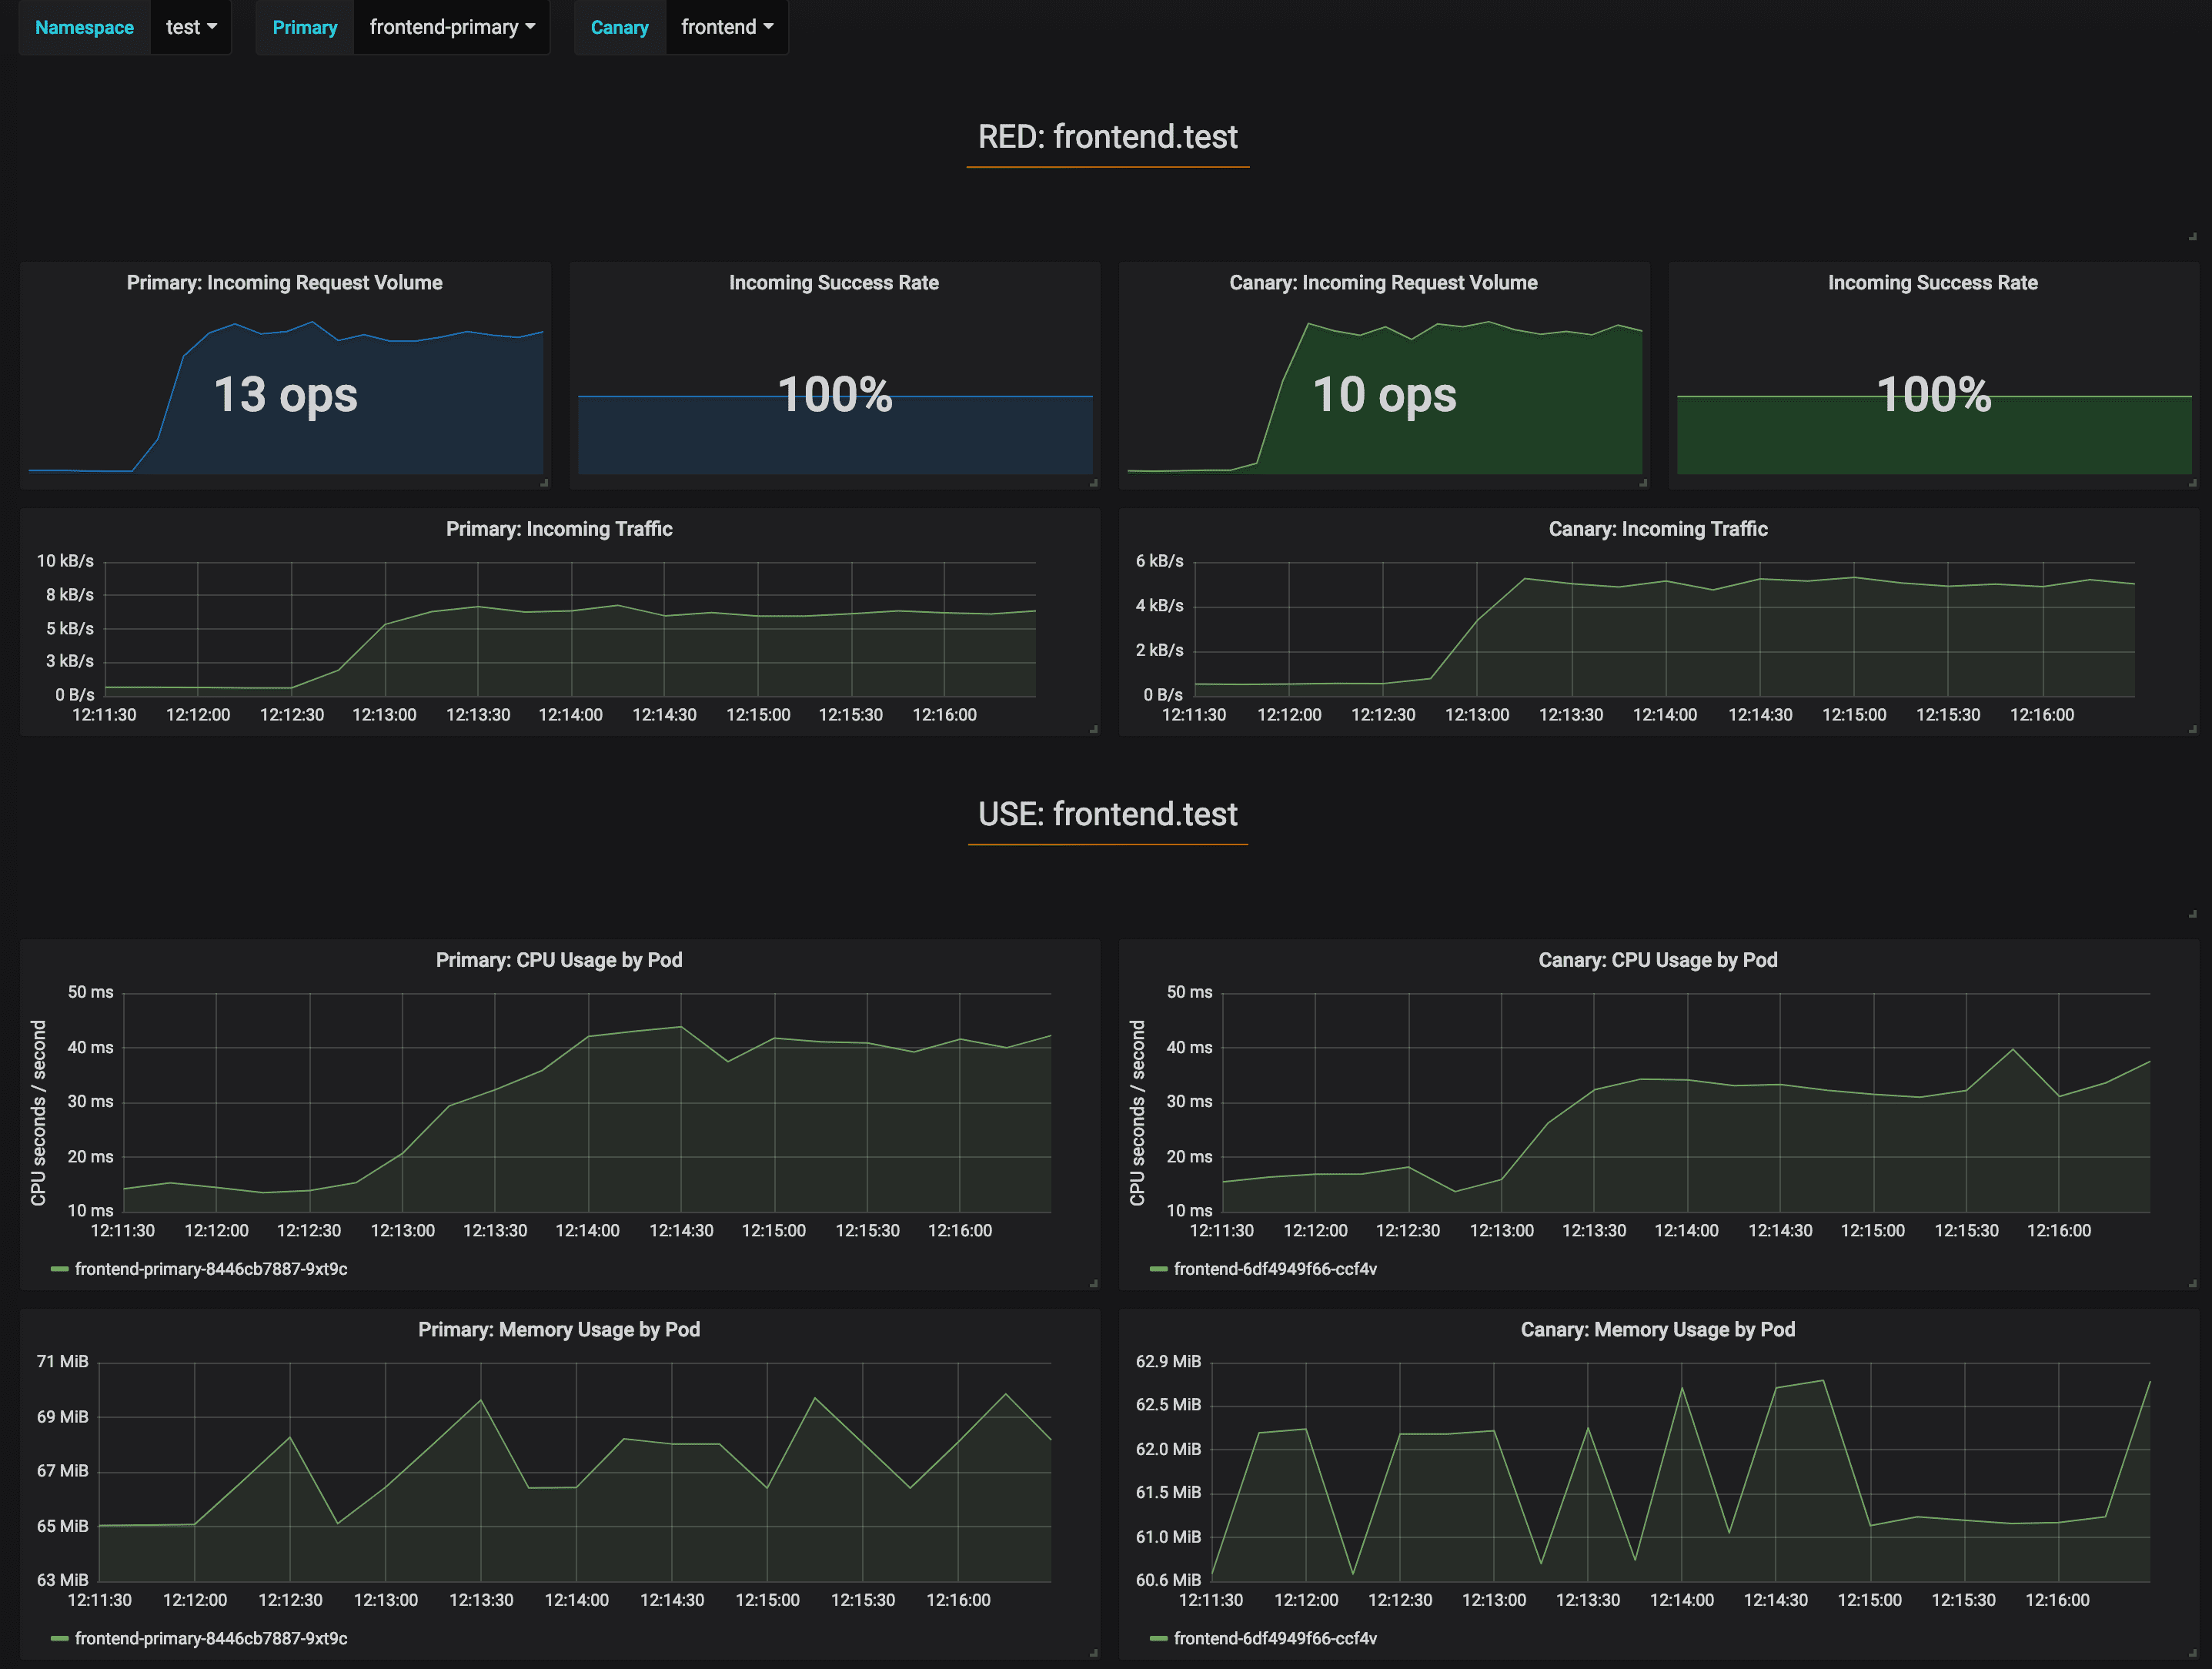 Namespace test Primary frontend-primary Canary frontend
RED: frontend.test
Primary: Incoming Request Volume
13 ops
Incoming Success Rate
100%
Canary: Incoming Request Volume
10 ops
Incoming Success Rate
100%
Primary: Incoming Traffic
10 kB/s
8 kB/s
5 kB/s
3 kB/s
0 B/s
12:11:30 12:12:00 12:12:30 12:13:00 12:13:30 12:14:00 12:14:30 12:15:00 12:15:30 12:16:00
Canary: Incoming Traffic
6 kB/s
4 kB/s
2 kB/s
0 B/s
12:11:30 12:12:00 12:12:30 12:13:00 12:13:30 12:14:00 12:14:30 12:15:00 12:15:30 12:16:00
USE: frontend.test
Primary: CPU Usage by Pod
CPU seconds / second
50 ms
40 ms
30 ms
20 ms
10 ms
12:11:30 12:12:00 12:12:30 12:13:00 12:13:30 12:14:00 12:14:30 12:15:00 12:15:30 12:16:00
frontend-primary-8446cb7887-9xt9c
Canary: CPU Usage by Pod
CPU seconds / second
50 ms
40 ms
30 ms
20 ms
10 ms
12:11:30 12:12:00 12:12:30 12:13:00 12:13:30 12:14:00 12:14:30 12:15:00 12:15:30 12:16:00
frontend-6df4949f66-ccf4v
Primary: Memory Usage by Pod
71 MiB
69 MiB
67 MiB
65 MiB
63 MiB
12:11:30 12:12:00 12:12:30 12:13:00 12:13:30 12:14:00 12:14:30 12:15:00 12:15:30 12:16:00
frontend-primary-8446cb7887-9xt9c
Canary: Memory Usage by Pod
62.9 MiB
62.5 MiB
62.0 MiB
61.5 MiB
61.0 MiB
60.6 MiB
12:11:30 12:12:00 12:12:30 12:13:00 12:13:30 12:14:00 12:14:30 12:15:00 12:15:30 12:16:00
frontend-6df4949f66-ccf4v